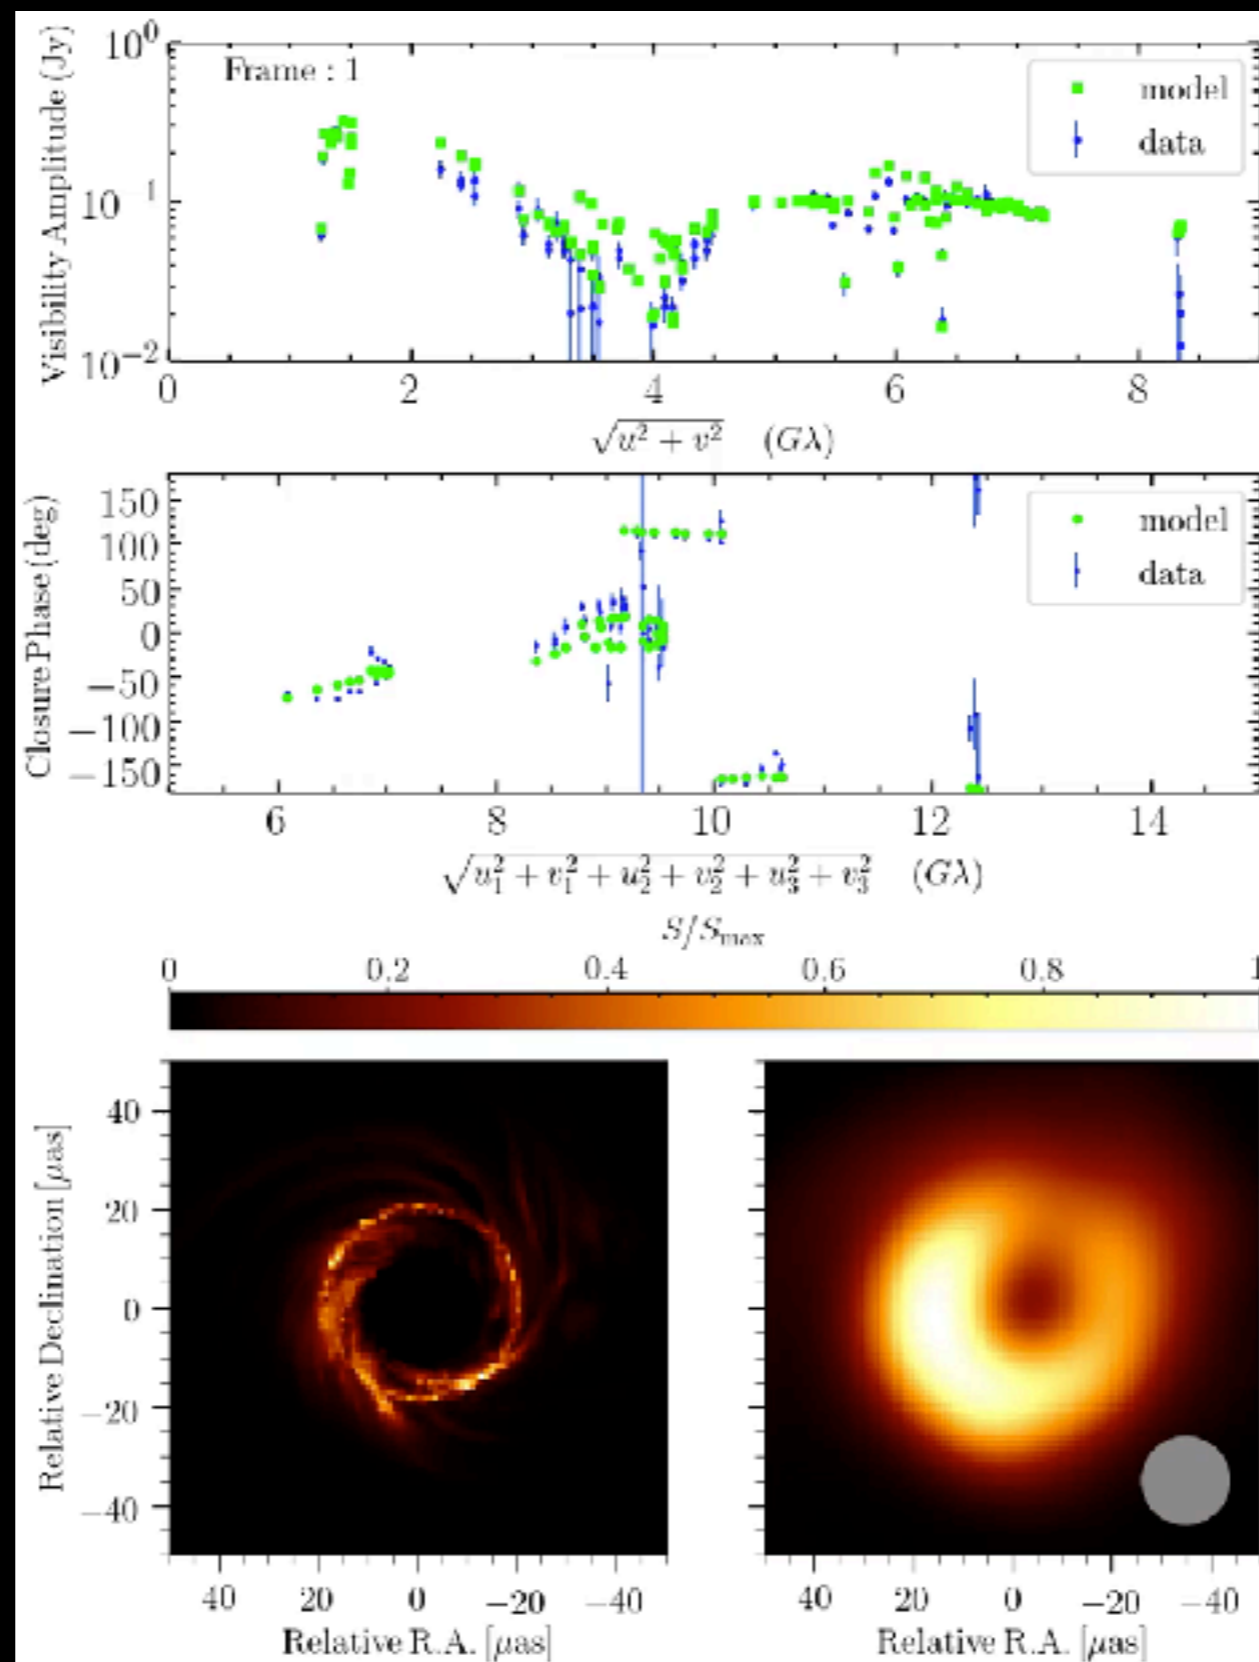 Visibility Amplitude (Jy)
10⁰
10⁻¹
10⁻²
Frame : 1
model
data
0 2 4 6 8
√u² + v² (Gλ)
Closure Phase(deg)
150
100
50
0
−50
−100
−150
model
data
6 8 10 12 14
√u₁² + v₁² + u₂² + v₂² + u₃² + v₃² (Gλ)
S/Smax
0 0.2 0.4 0.6 0.8 1
Relative Declination [μas]
40
20
0
−20
−40
40 20 0 −20 −40
Relative R.A. [μas]
40 20 0 −20 −40
Relative R.A. [μas]